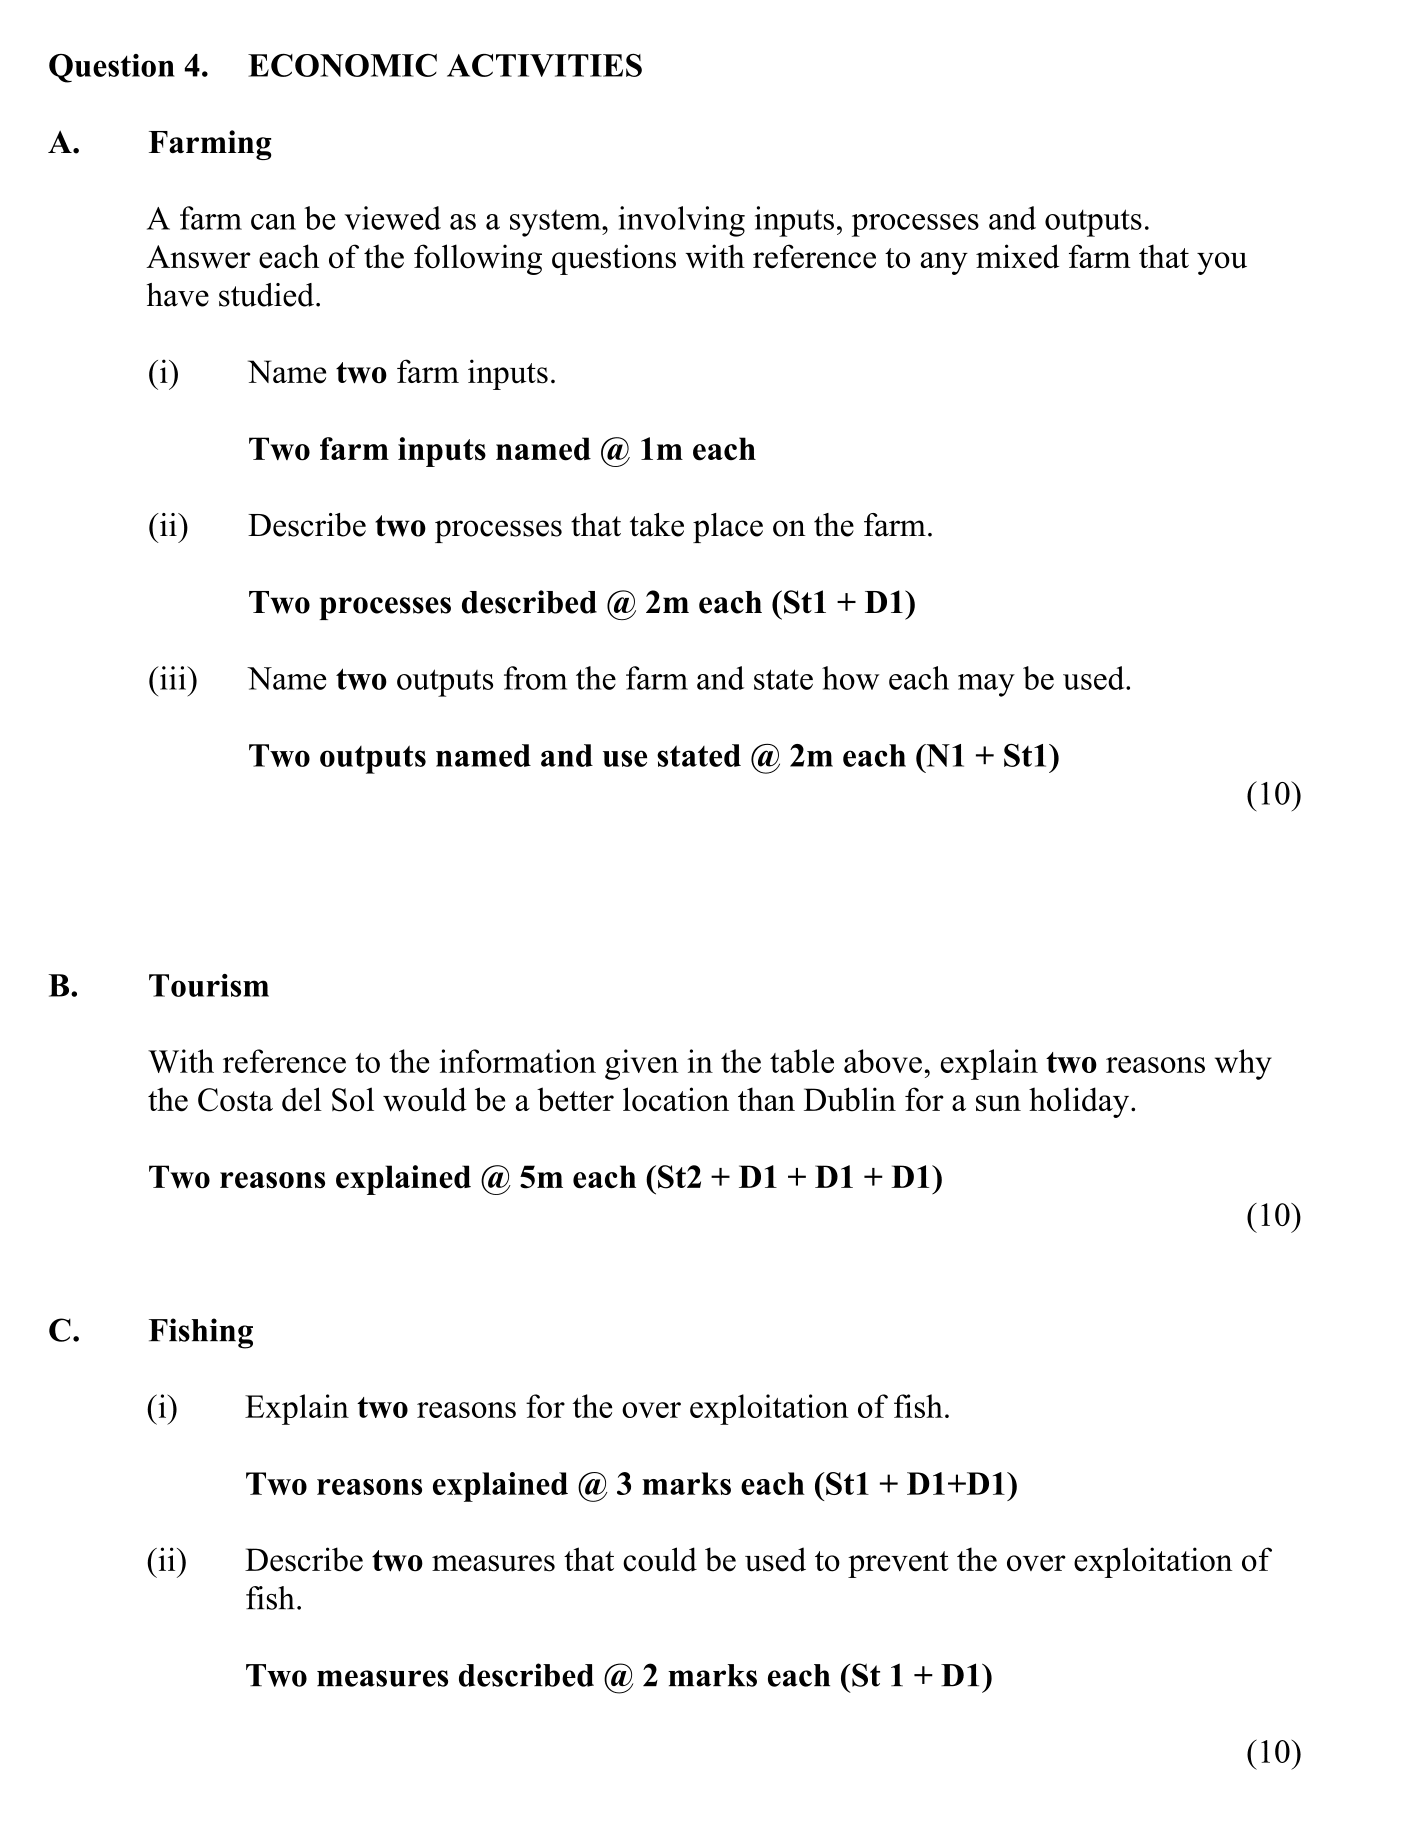 Question 4. ECONOMIC ACTIVITIES
A. Farming
A farm can be viewed as a system, involving inputs, processes and outputs.
Answer each of the following questions with reference to any mixed farm that you
have studied.
(i) Name two farm inputs.
Two farm inputs named @ 1m each
(ii) Describe two processes that take place on the farm.
Two processes described @ 2m each (St1 + D1)
(iii) Name two outputs from the farm and state how each may be used.
Two outputs named and use stated @ 2m each (N1 + St1)
(10)
B. Tourism
With reference to the information given in the table above, explain two reasons why
the Costa del Sol would be a better location than Dublin for a sun holiday.
Two reasons explained @ 5m each (St2 + D1 + D1 + D1)
(10)
C. Fishing
(i) Explain two reasons for the over exploitation of fish.
Two reasons explained @ 3 marks each (St1 + D1+D1)
(ii) Describe two measures that could be used to prevent the over exploitation of
fish.
Two measures described @ 2 marks each (St 1 + D1)
(10)